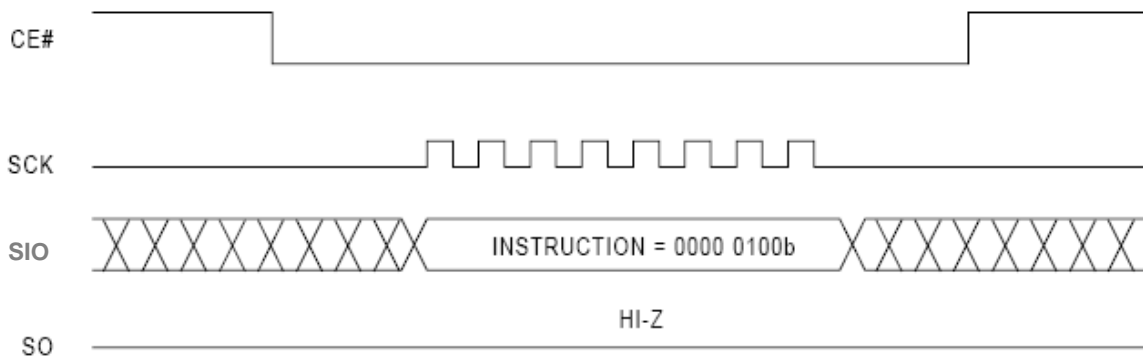 CE#
SCK
SIO
INSTRUCTION = 0000 0100b
HI-Z
SO